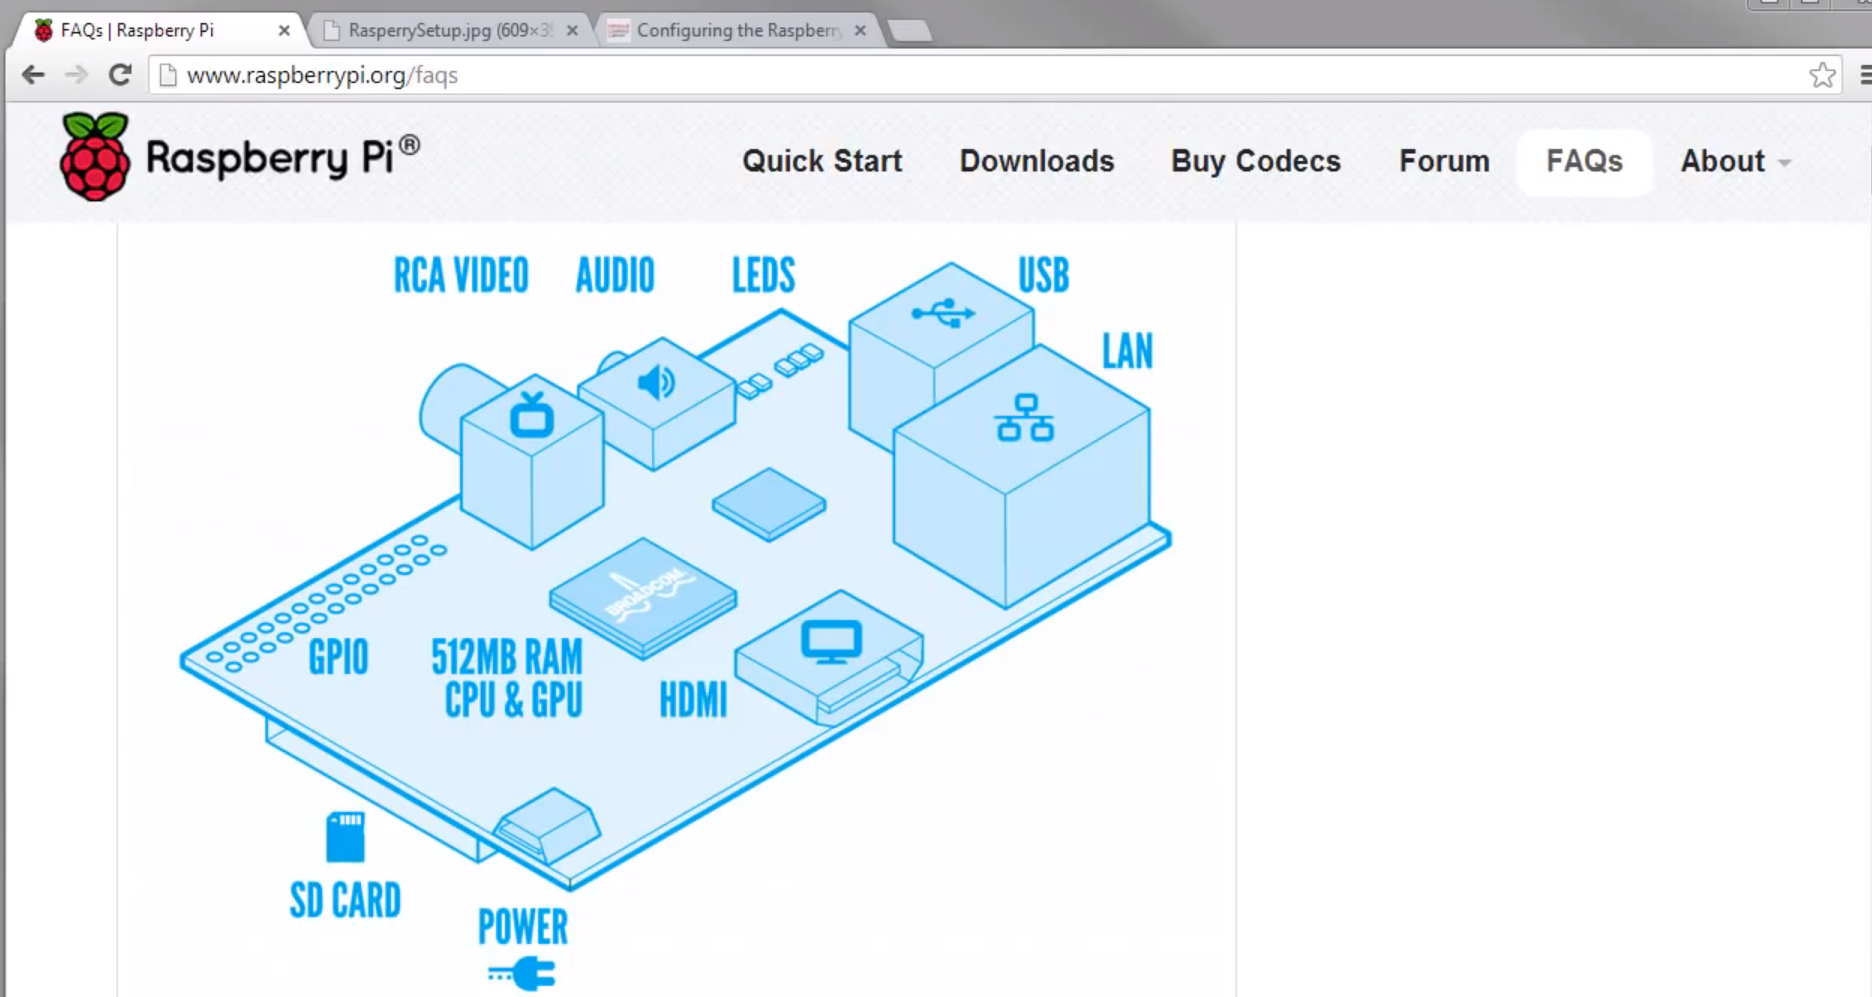 FAQs | Raspberry Pi
RasperrySetup.jpg (609×3
Configuring the Raspberry
www.raspberrypi.org/faqs
Raspberry Pi®
Quick Start
Downloads
Buy Codecs
Forum
FAQs
About
RCA VIDEO
AUDIO
LEDS
USB
LAN
BROADCOM
GPIO
512MB RAM
CPU & GPU
HDMI
SD CARD
POWER